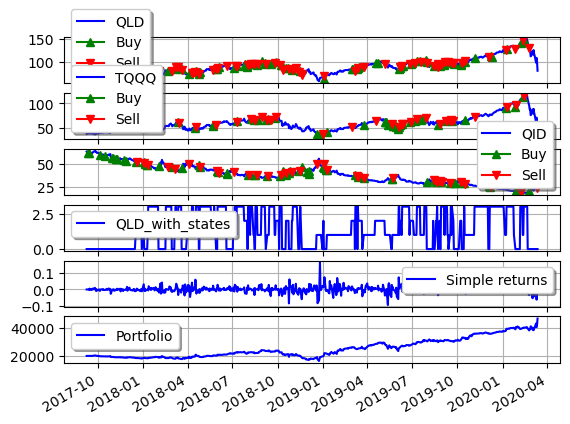 QLD
Buy
Sell
150
100
TQQQ
Buy
Sell
100
50
QID
Buy
Sell
50
25
QLD_with_states
2.5
0.0
Simple returns
0.1
0.0
−0.1
Portfolio
40000
20000
2017-10 2018-01 2018-04 2018-07 2018-10 2019-01 2019-04 2019-07 2019-10 2020-01 2020-04